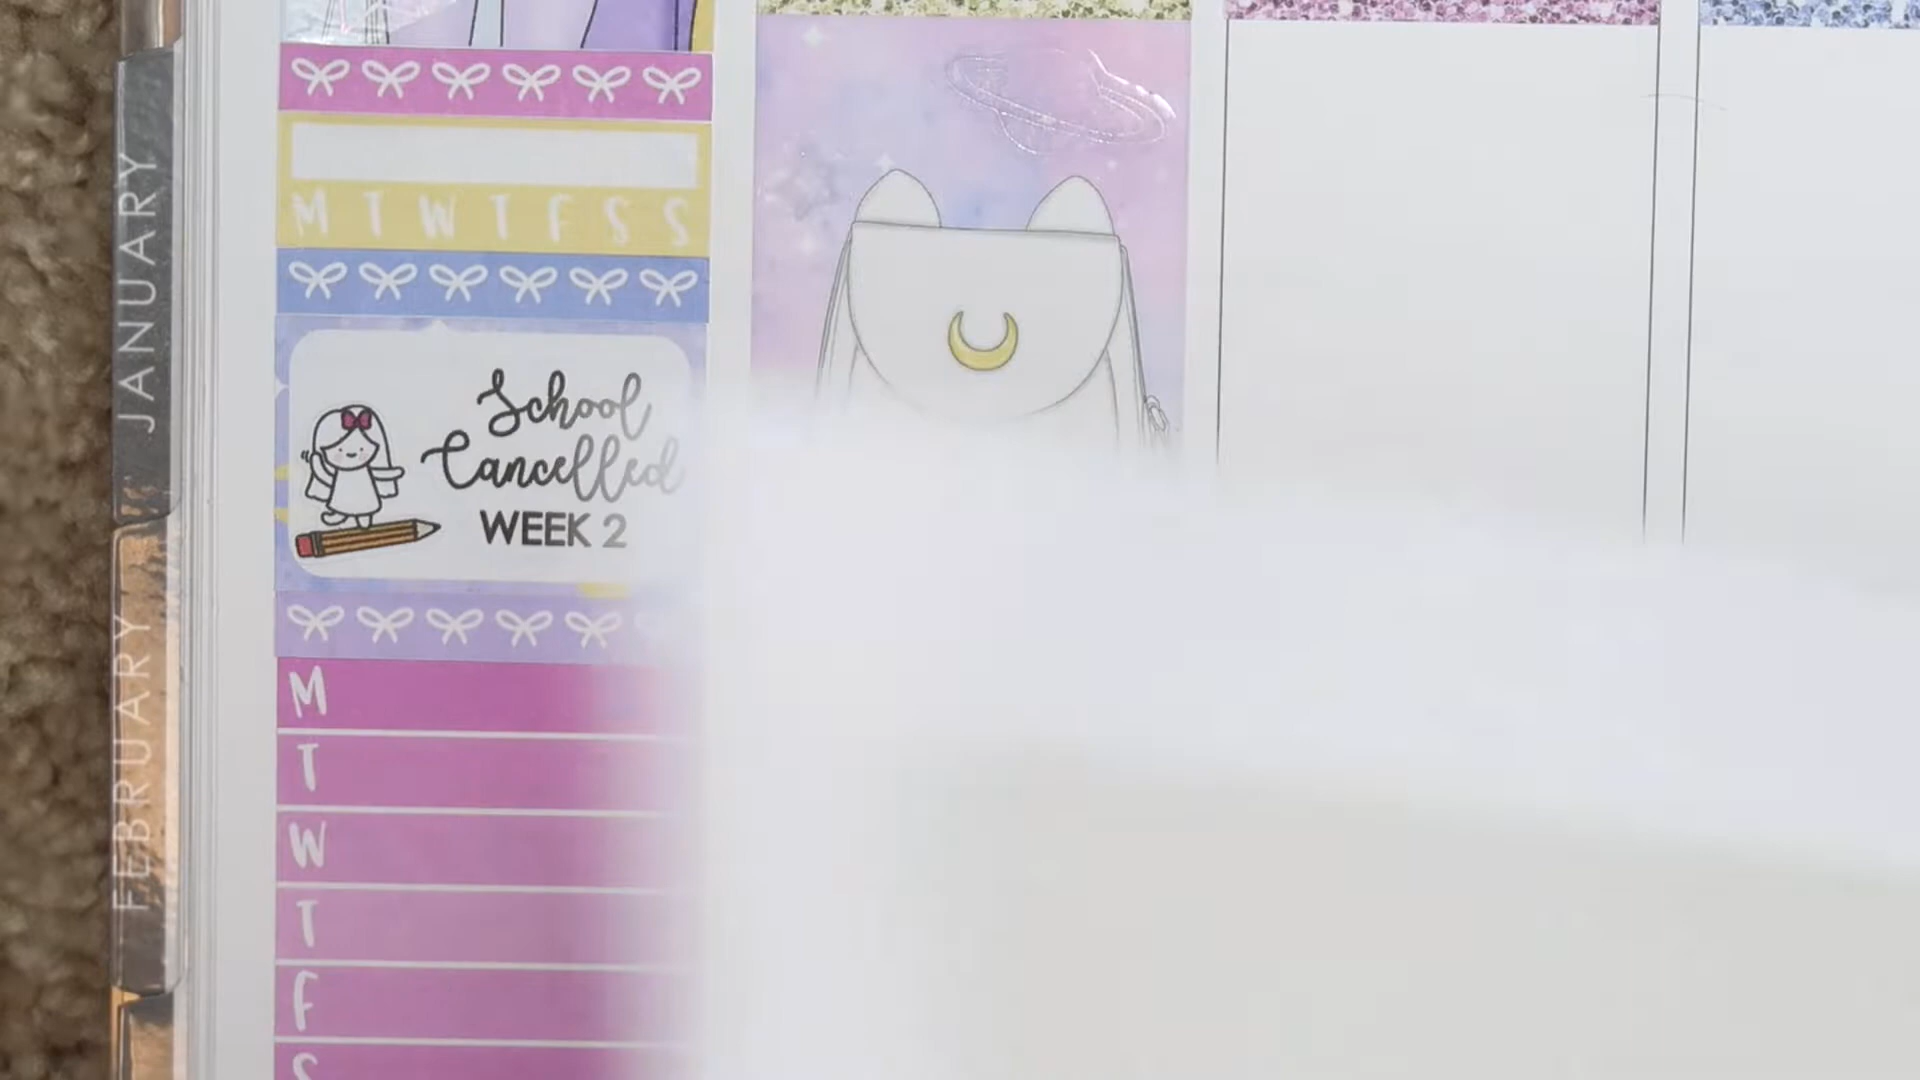 JANUARY
FEBRUARY
M T W T F S S
School
Cancelled
WEEK 2
M
T
W
T
F
S